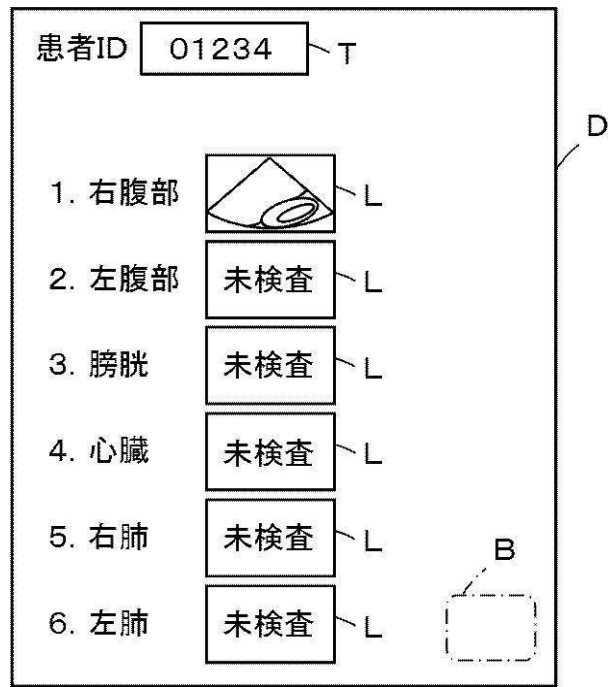 患者ID 01234 T
D
1. 右腹部 L
2. 左腹部 未検査 L
3. 膀胱 未検査 L
4. 心臓 未検査 L
5. 右肺 未検査 L
B
6. 左肺 未検査 L